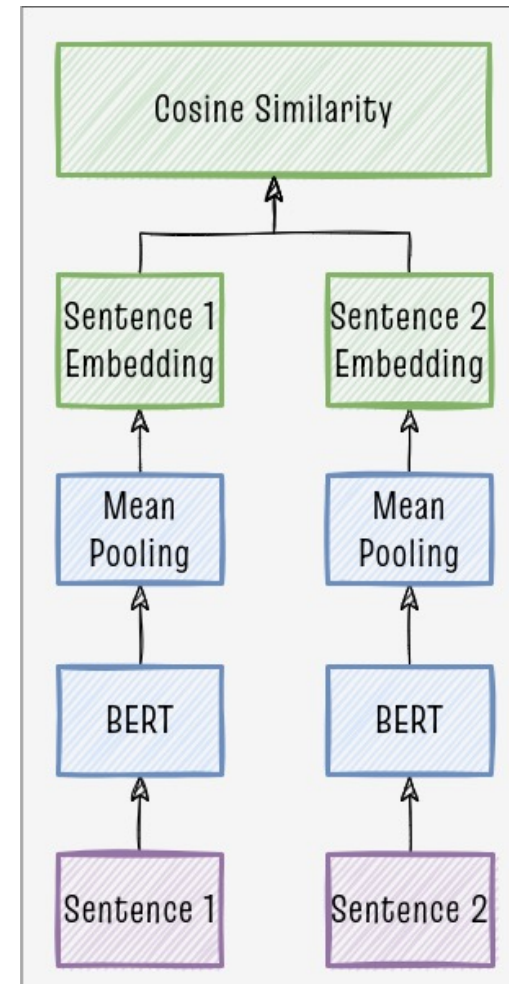 Cosine Similarity
Sentence 1
Embedding
Sentence 2
Embedding
Mean
Pooling
Mean
Pooling
BERT
BERT
Sentence 1
Sentence 2